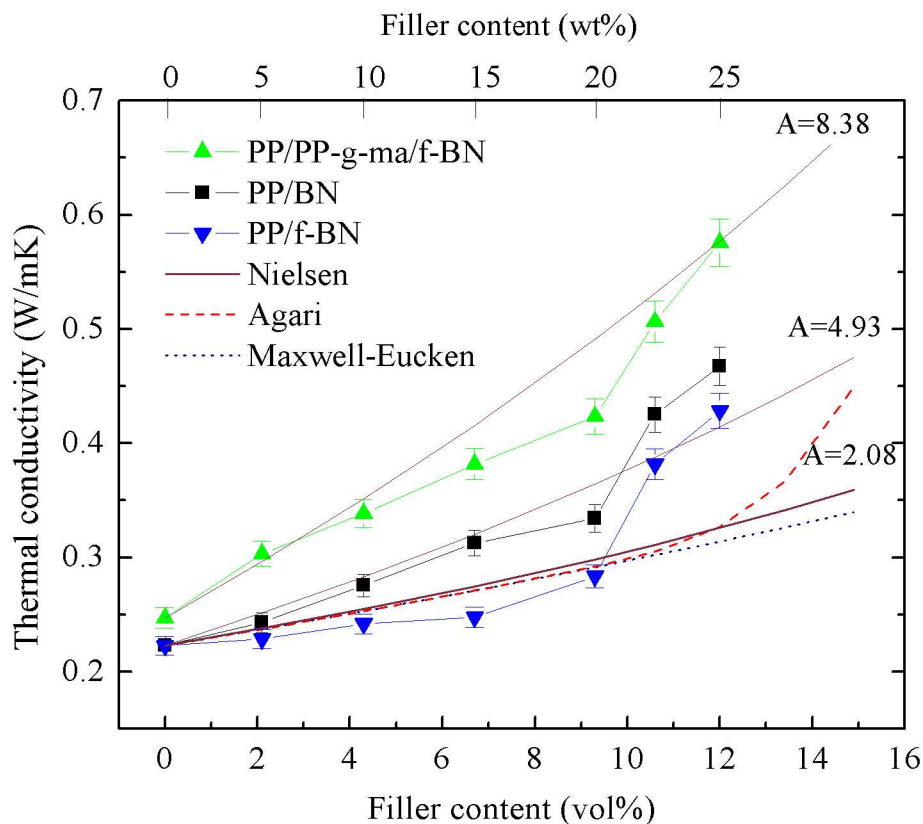 Filler content (wt%)
0 5 10 15 20 25
0.7
0.6
0.5
0.4
0.3
0.2
Thermal conductivity (W/mK)
PP/PP-g-ma/f-BN
PP/BN
PP/f-BN
Nielsen
Agari
Maxwell-Eucken
A=8.38
A=4.93
A=2.08
0 2 4 6 8 10 12 14 16
Filler content (vol%)